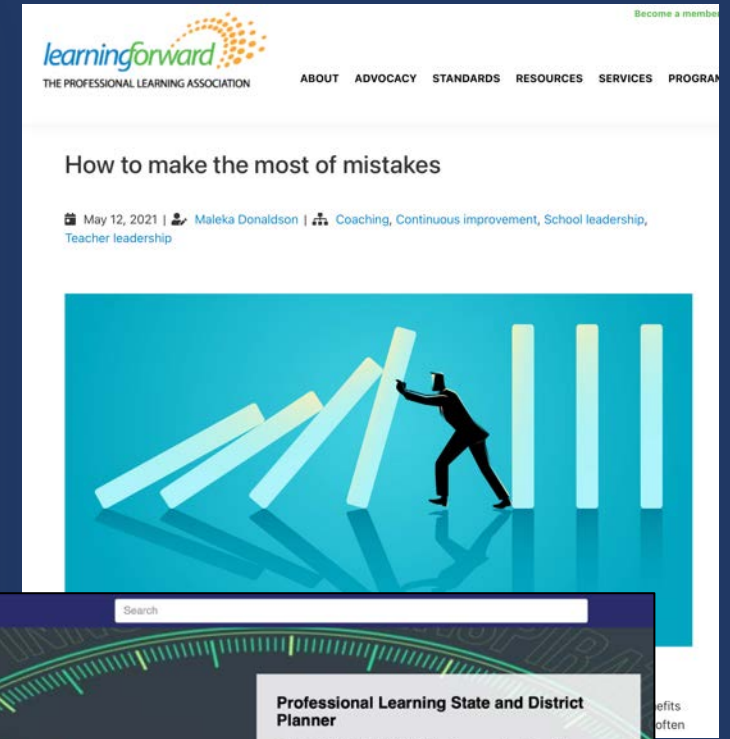 Become a member
learningforward
THE PROFESSIONAL LEARNING ASSOCIATION
ABOUT ADVOCACY STANDARDS RESOURCES SERVICES PROGRAM
How to make the most of mistakes
May 12, 2021 | Maleka Donaldson | Coaching, Continuous improvement, School leadership,
Teacher leadership
Search
Professional Learning State and District
Planner
often